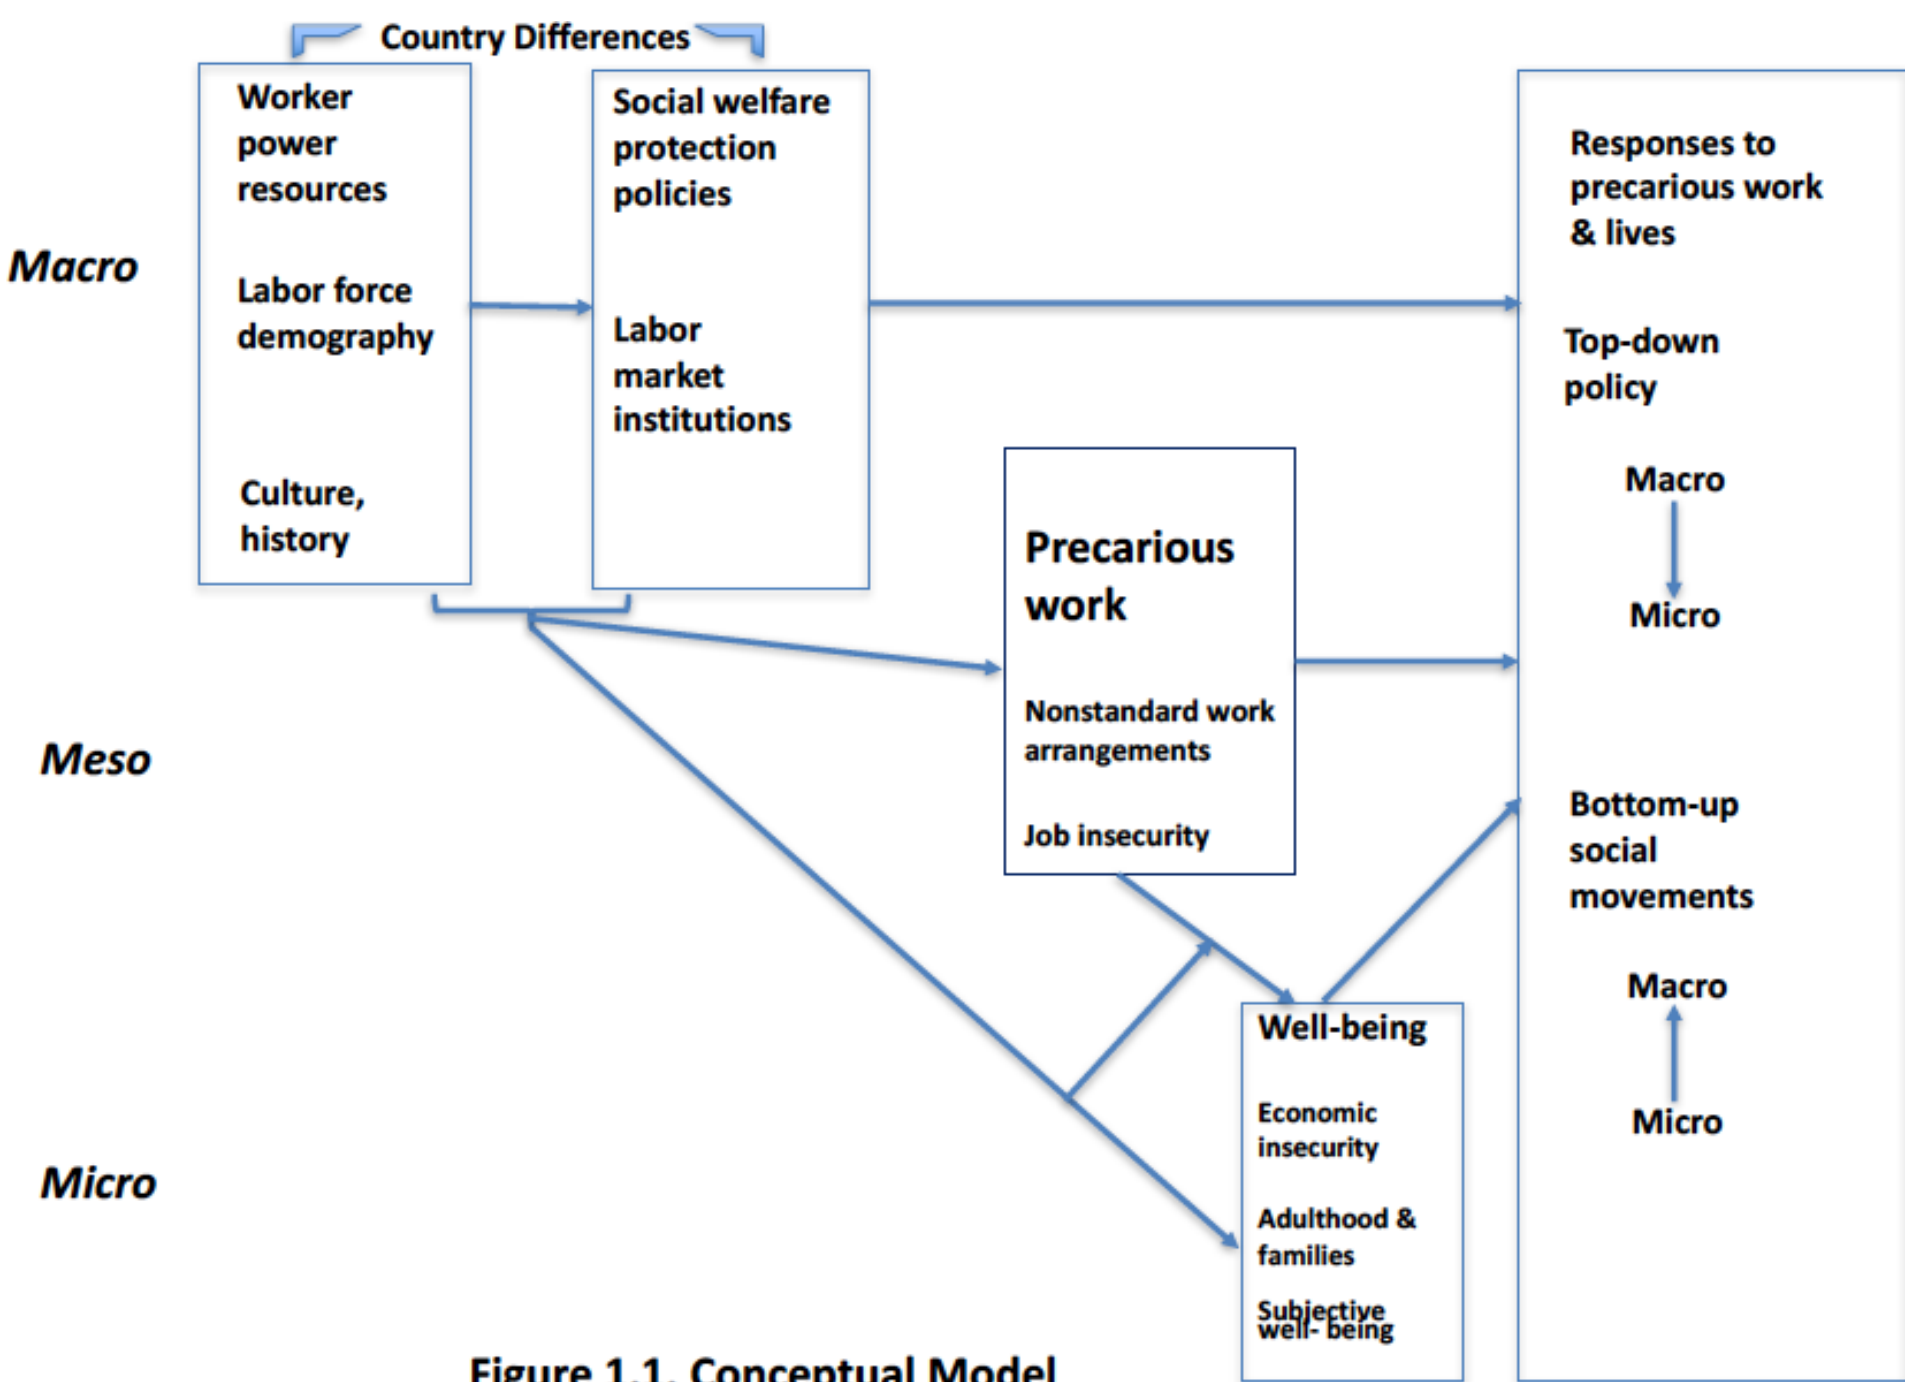 Country Differences
Worker
power
resources
Labor force
demography
Culture,
history
Social welfare
protection
policies
Labor
market
institutions
Macro
Meso
Micro
Precarious
work
Nonstandard work
arrangements
Job insecurity
Well-being
Economic
insecurity
Adulthood &
families
Subjective
well- being
Responses to
precarious work
& lives
Top-down
policy
Macro
Micro
Bottom-up
social
movements
Macro
Micro
Figure 1.1. Conceptual Model